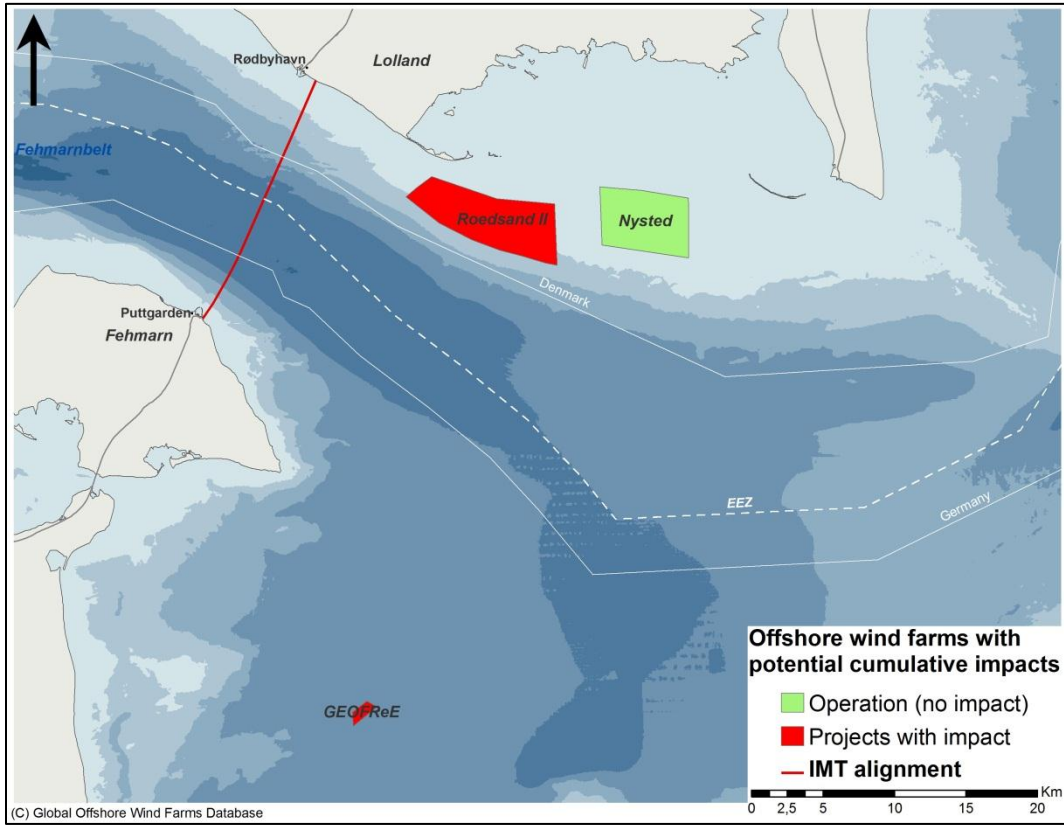 Rødbyhavn
Lolland
Fehmarnbelt
Roedsand II
Nysted
Denmark
Puttgarden
Fehmarn
EEZ
Germany
GEOFReE
Offshore wind farms with
potential cumulative impacts
Operation (no impact)
Projects with impact
IMT alignment
Km
0 2,5 5 10 15 20
(C) Global Offshore Wind Farms Database